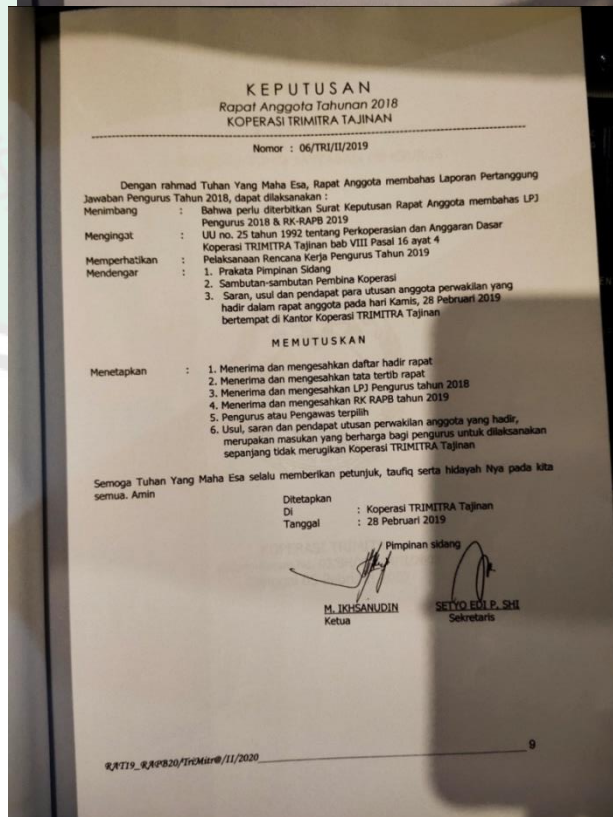 KEPUTUSAN
Rapat Anggota Tahunan 2018
KOPERASI TRIMITRA TAJINAN
Nomor : 06/TRI/II/2019
Dengan rahmad Tuhan Yang Maha Esa, Rapat Anggota membahas Laporan Pertanggung
Jawaban Pengurus Tahun 2018, dapat dilaksanakan :
Menimbang : Bahwa perlu diterbitkan Surat Keputusan Rapat Anggota membahas LPJ
Pengurus 2018 & RK-RAPB 2019
Mengingat : UU no. 25 tahun 1992 tentang Perkoperasian dan Anggaran Dasar
Koperasi TRIMITRA Tajinan bab VIII Pasal 16 ayat 4
Memperhatikan : Pelaksanaan Rencana Kerja Pengurus Tahun 2019
Mendengar : 1. Prakata Pimpinan Sidang
2. Sambutan-sambutan Pembina Koperasi
3. Saran, usul dan pendapat para utusan anggota perwakilan yang
hadir dalam rapat anggota pada hari Kamis, 28 Pebruari 2019
bertempat di Kantor Koperasi TRIMITRA Tajinan
MEMUTUSKAN
Menetapkan : 1. Menerima dan mengesahkan daftar hadir rapat
2. Menerima dan mengesahkan tata tertib rapat
3. Menerima dan mengesahkan LPJ Pengurus tahun 2018
4. Menerima dan mengesahkan RK RAPB tahun 2019
5. Pengurus atau Pengawas terpilih
6. Usul, saran dan pendapat utusan perwakilan anggota yang hadir,
merupakan masukan yang berharga bagi pengurus untuk dilaksanakan
sepanjang tidak merugikan Koperasi TRIMITRA Tajinan
Semoga Tuhan Yang Maha Esa selalu memberikan petunjuk, taufiq serta hidayah Nya pada kita
semua. Amin
Ditetapkan
Di : Koperasi TRIMITRA Tajinan
Tanggal : 28 Pebruari 2019
Pimpinan sidang
M. IKHSANUDIN SETYO EDI P. SHI
Ketua Sekretaris
RAT19_RAPB20/TriMitr@/II/2020 9